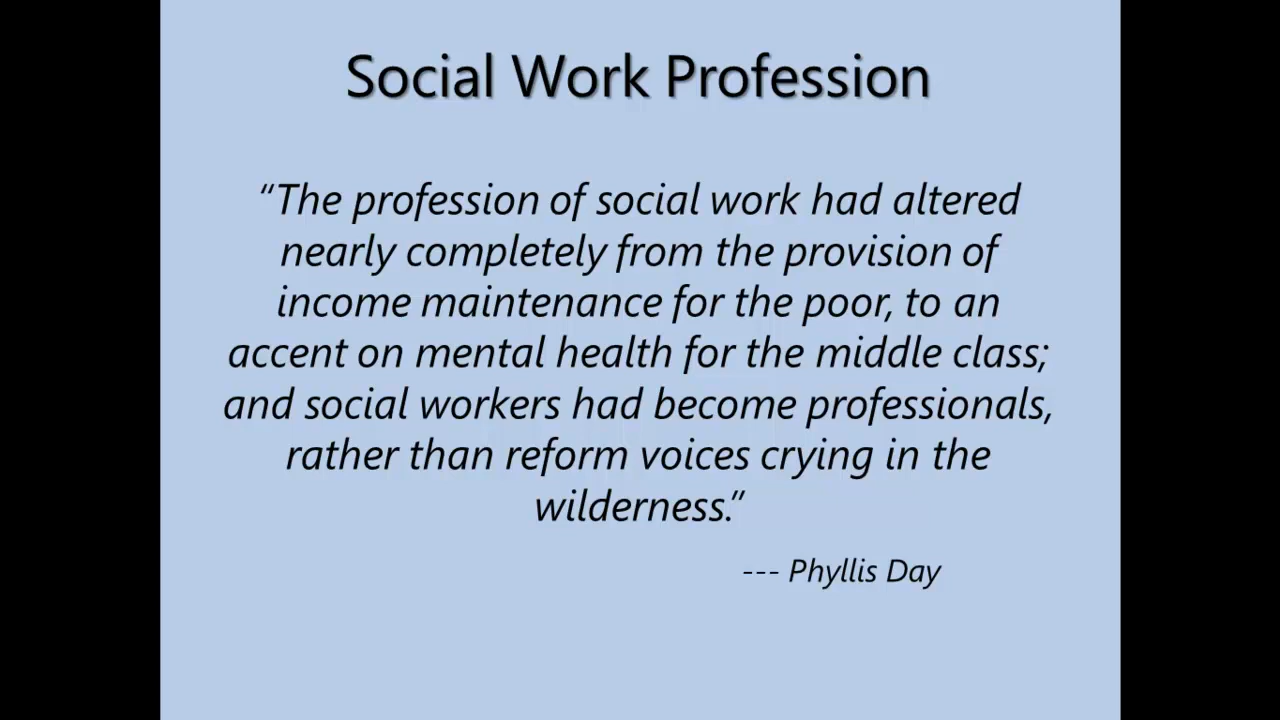 Social Work Profession
“The profession of social work had altered
nearly completely from the provision of
income maintenance for the poor, to an
accent on mental health for the middle class;
and social workers had become professionals,
rather than reform voices crying in the
wilderness.”
--- Phyllis Day